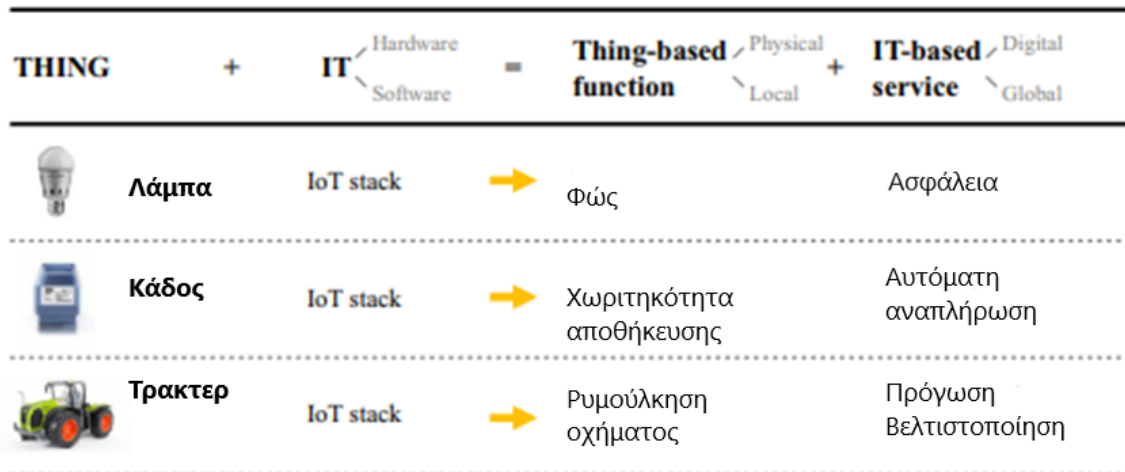 THING + IT Hardware Software = Thing-based function Physical Local + IT-based service Digital Global
Λάμπα IoT stack Φώς Ασφάλεια
Κάδος IoT stack Χωριτηκότητα αποθήκευσης Αυτόματη αναπλήρωση
Τρακτερ IoT stack Ρυμούλκηση οχήματος Πρόγωση Βελτιστοποίηση